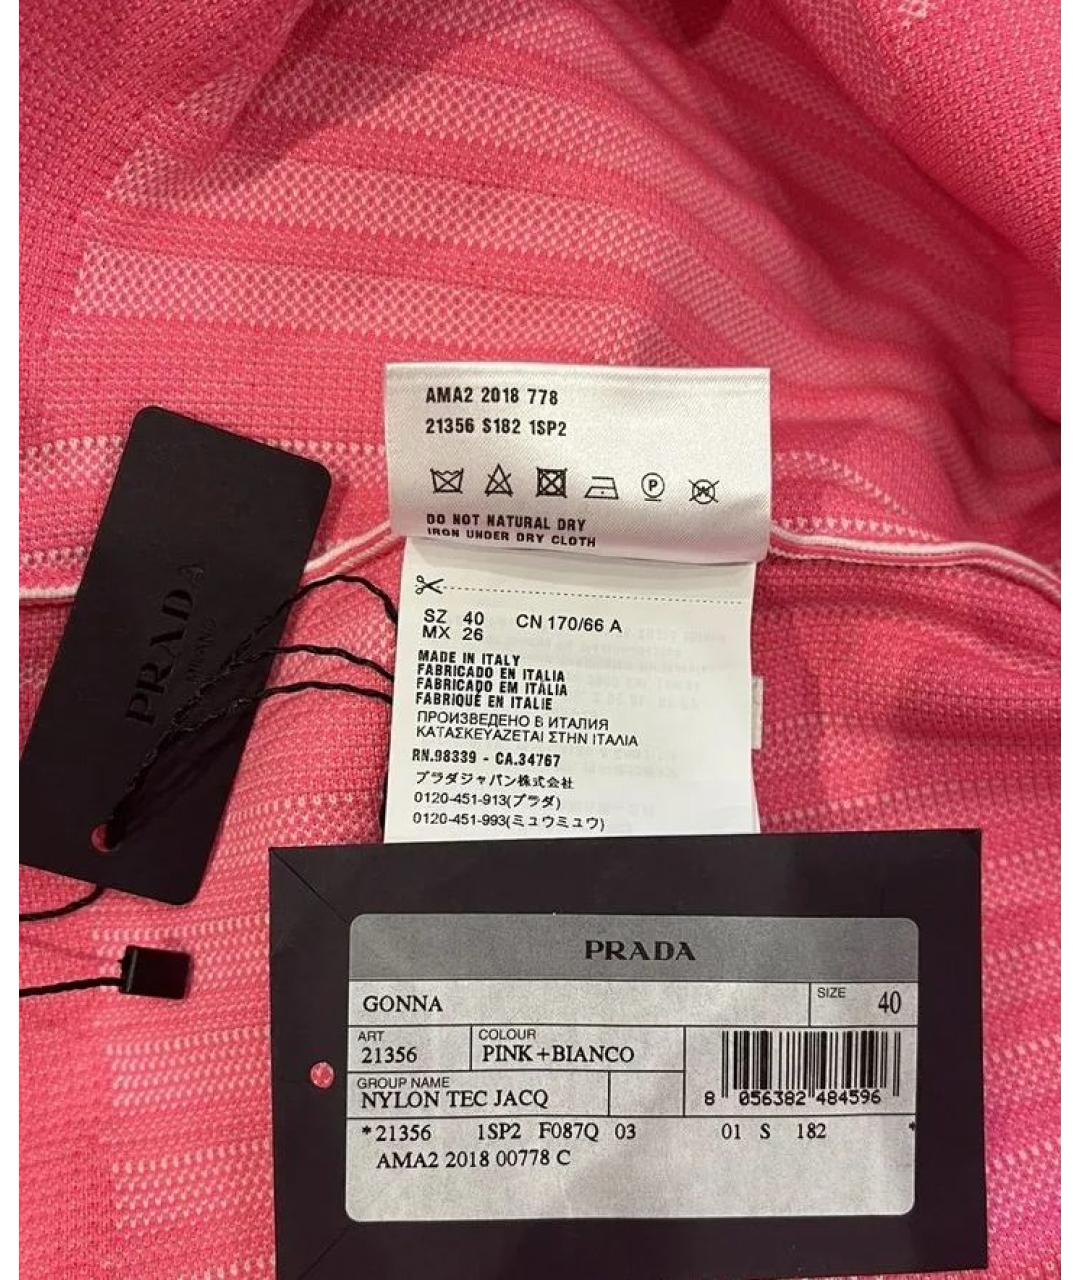 AMA2 2018 778
21356 S182 1SP2
P
W
DO NOT NATURAL DRY
IRON UNDER DRY CLOTH
SZ 40 CN 170/66 A
MX 26
MADE IN ITALY
FABRICADO EN ITALIA
FABRICADO EM ITÁLIA
FABRIQUÉ EN ITALIE
ПРОИЗВЕДЕНО В ИТАЛИЯ
ΚΑΤΑΣΚΕΥΑΖΕΤΑΙ ΣΤΗΝ ΙΤΑΛΙΑ
RN.98339 - CA.34767
プラダジャパン株式会社
0120-451-913(プラダ)
0120-451-993(ミュウミュウ)
PRADA
MILANO
PRADA
GONNA
SIZE 40
ART
21356
COLOUR
PINK+BIANCO
GROUP NAME
NYLON TEC JACQ
8 056382 484596
*21356 1SP2 F087Q 03 01 S 182 *
AMA2 2018 00778 C